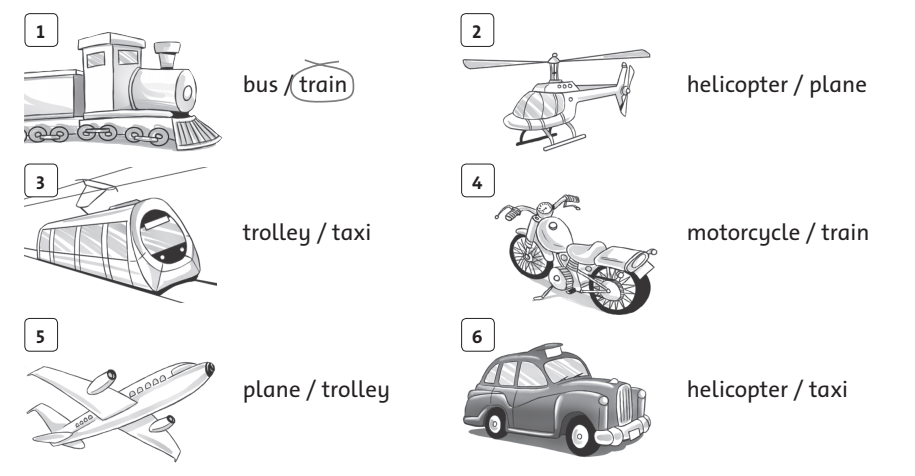 1
bus / train
2
helicopter / plane
3
trolley / taxi
4
motorcycle / train
5
plane / trolley
6
helicopter / taxi